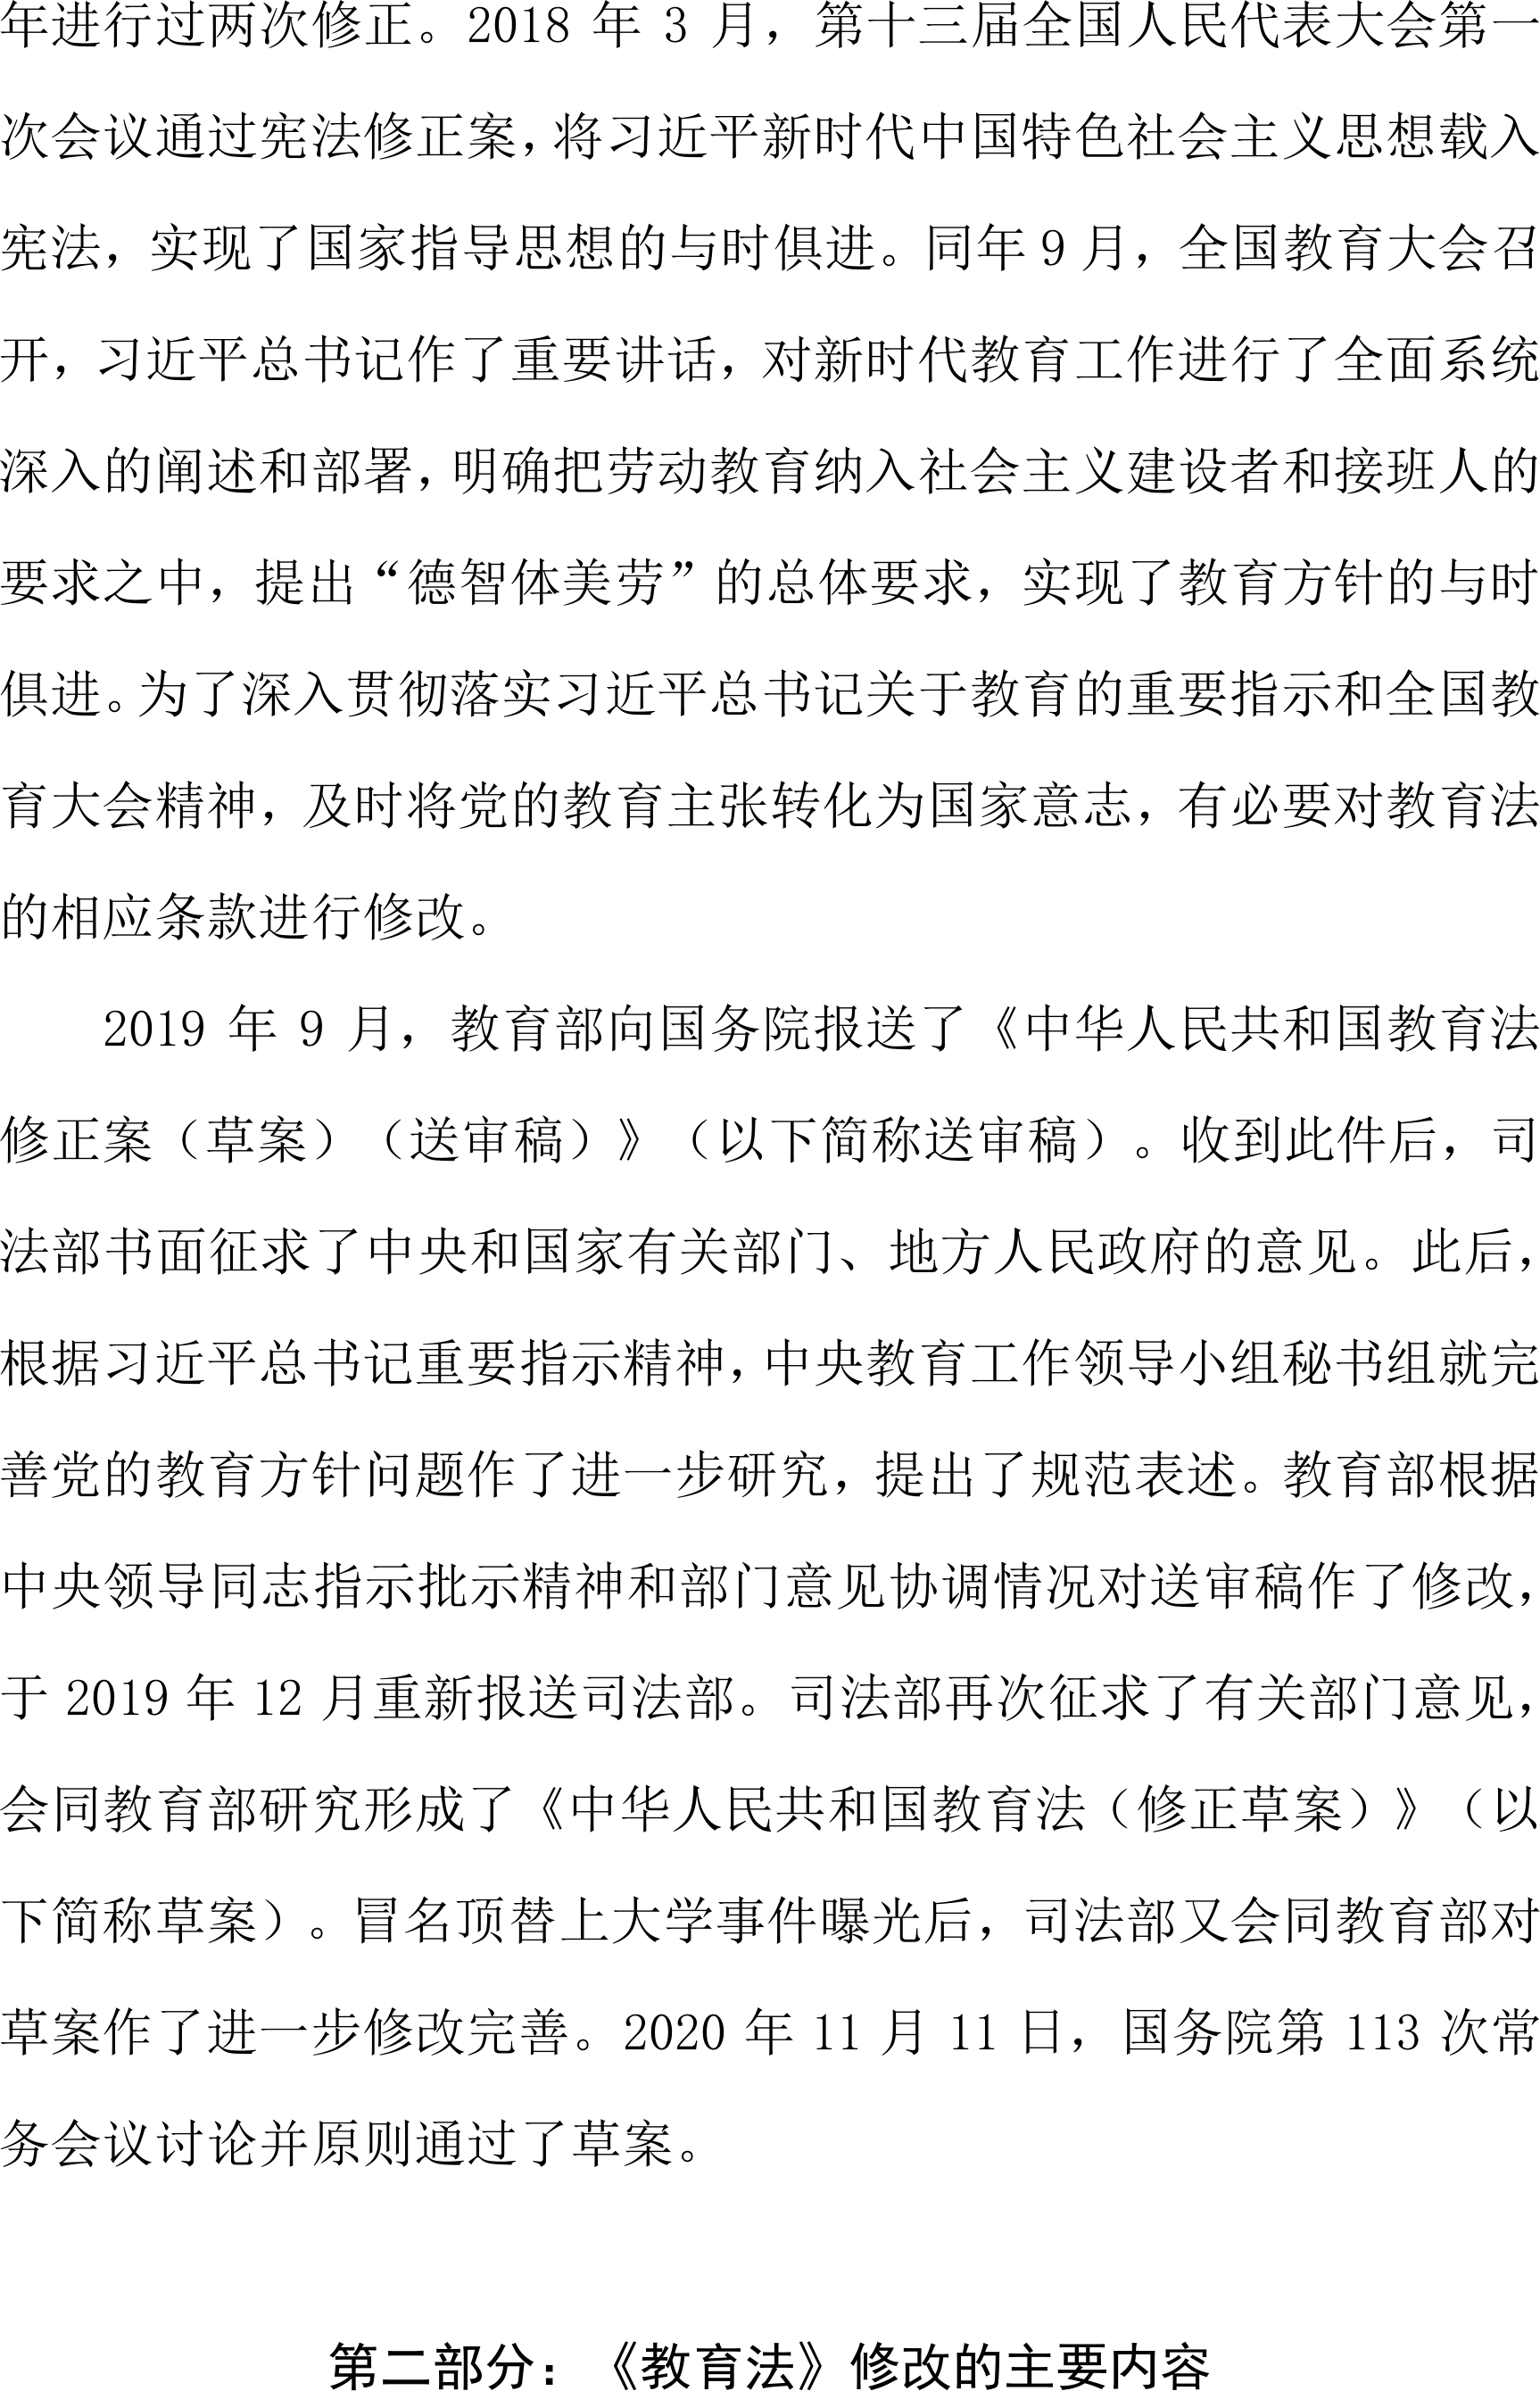 年进行过两次修正。2018 年 3 月，第十三届全国人民代表大会第一
次会议通过宪法修正案，将习近平新时代中国特色社会主义思想载入
宪法，实现了国家指导思想的与时俱进。同年 9 月，全国教育大会召
开，习近平总书记作了重要讲话，对新时代教育工作进行了全面系统
深入的阐述和部署，明确把劳动教育纳入社会主义建设者和接班人的
要求之中，提出“德智体美劳”的总体要求，实现了教育方针的与时
俱进。为了深入贯彻落实习近平总书记关于教育的重要指示和全国教
育大会精神，及时将党的教育主张转化为国家意志，有必要对教育法
的相应条款进行修改。
2019 年 9 月，教育部向国务院报送了《中华人民共和国教育法
修正案（草案）（送审稿）》（以下简称送审稿）。收到此件后，司
法部书面征求了中央和国家有关部门、地方人民政府的意见。此后，
根据习近平总书记重要指示精神，中央教育工作领导小组秘书组就完
善党的教育方针问题作了进一步研究，提出了规范表述。教育部根据
中央领导同志指示批示精神和部门意见协调情况对送审稿作了修改，
于 2019 年 12 月重新报送司法部。司法部再次征求了有关部门意见，
会同教育部研究形成了《中华人民共和国教育法（修正草案）》（以
下简称草案）。冒名顶替上大学事件曝光后，司法部又会同教育部对
草案作了进一步修改完善。2020 年 11 月 11 日，国务院第 113 次常
务会议讨论并原则通过了草案。
第二部分：《教育法》修改的主要内容